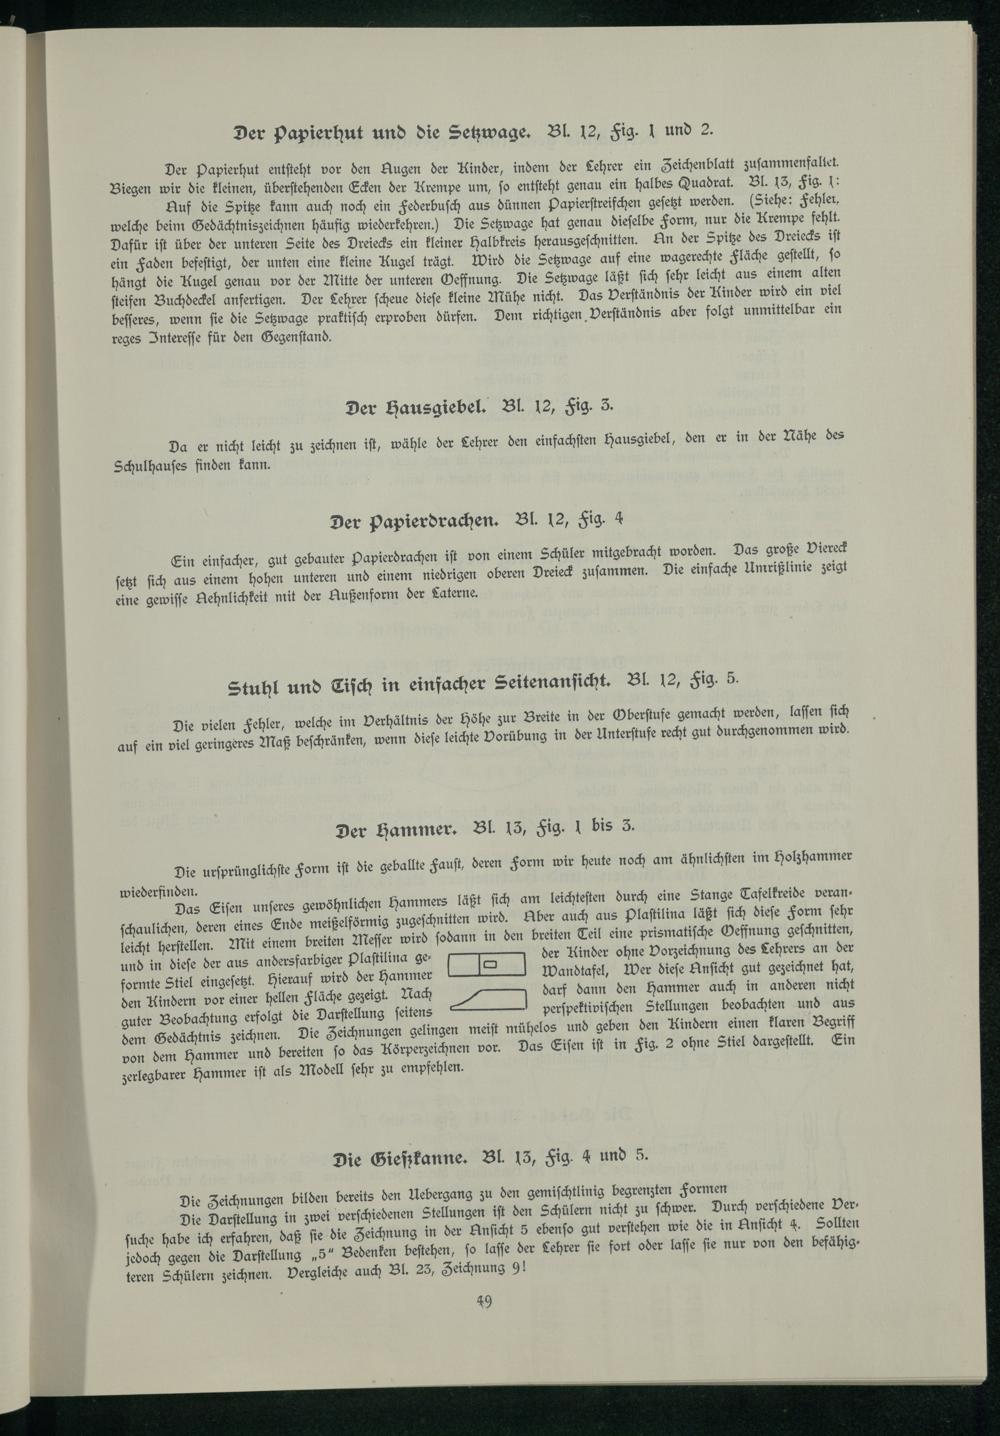 Der Papierhut und die Setzwage. Bl. 12, Fig. 1 und 2.
Der Papierhut entsteht vor den Augen der Kinder, indem der Lehrer ein Zeichenblatt zusammenfaltet.
Biegen wir die kleinen, überstehenden Ecken der Krempe um, so entsteht genau ein halbes Quadrat. Bl. 13, Fig. 1:
Auf die Spitze kann auch noch ein Federbusch aus dünnen Papierstreifchen gesetzt werden. (Siehe: Fehler,
welche beim Gedächtniszeichnen häufig wiederkehren.) Die Setzwage hat genau dieselbe Form, nur die Krempe fehlt.
Dafür ist über der unteren Seite des Dreiecks ein kleiner Halbkreis herausgeschnitten. An der Spitze des Dreiecks ist
ein Faden befestigt, der unten eine kleine Kugel trägt. Wird die Setzwage auf eine wagerechte Fläche gestellt, so
hängt die Kugel genau vor der Mitte der unteren Oeffnung. Die Setzwage läßt sich sehr leicht aus einem alten
steifen Buchdeckel anfertigen. Der Lehrer scheue diese kleine Mühe nicht. Das Verständnis der Kinder wird ein viel
besseres, wenn sie die Setzwage praktisch erproben dürfen. Dem richtigen Verständnis aber folgt unmittelbar ein
reges Interesse für den Gegenstand.
Der Hausgiebel. Bl. 12, Fig. 3.
Da er nicht leicht zu zeichnen ist, wähle der Lehrer den einfachsten Hausgiebel, den er in der Nähe des
Schulhauses finden kann.
Der Papierdrachen. Bl. 12, Fig. 4
Ein einfacher, gut gebauter Papierdrachen ist von einem Schüler mitgebracht worden. Das große Viereck
setzt sich aus einem hohen unteren und einem niedrigen oberen Dreieck zusammen. Die einfache Umrißlinie zeigt
eine gewisse Aehnlichkeit mit der Außenform der Laterne.
Stuhl und Tisch in einfacher Seitenansicht. Bl. 12, Fig. 5.
Die vielen Fehler, welche im Verhältnis der Höhe zur Breite in der Oberstufe gemacht werden, lassen sich
auf ein viel geringeres Maß beschränken, wenn diese leichte Vorübung in der Unterstufe recht gut durchgenommen wird.
Der Hammer. Bl. 13, Fig. 1 bis 3.
Die ursprünglichste Form ist die geballte Faust, deren Form wir heute noch am ähnlichsten im Holzhammer
wiederfinden.
Das Eisen unseres gewöhnlichen Hammers läßt sich am leichtesten durch eine Stange Tafelkreide veran-
schaulichen, deren eines Ende meißelförmig zugeschnitten wird. Aber auch aus Plastilina läßt sich diese Form sehr
leicht herstellen. Mit einem breiten Messer wird sodann in den breiten Teil eine prismatische Oeffnung geschnitten,
und in diese der aus andersfarbiger Plastilina ge-
formte Stiel eingesetzt. Hierauf wird der Hammer
den Kindern vor einer hellen Fläche gezeigt. Nach
guter Beobachtung erfolgt die Darstellung seitens
der Kinder ohne Vorzeichnung des Lehrers an der
Wandtafel, Wer diese Ansicht gut gezeichnet hat,
darf dann den Hammer auch in anderen nicht
perspektivischen Stellungen beobachten und aus
dem Gedächtnis zeichnen. Die Zeichnungen gelingen meist mühelos und geben den Kindern einen klaren Begriff
von dem Hammer und bereiten so das Körperzeichnen vor. Das Eisen ist in Fig. 2 ohne Stiel dargestellt. Ein
zerlegbarer Hammer ist als Modell sehr zu empfehlen.
Die Gießkanne. Bl. 13, Fig. 4 und 5.
Die Zeichnungen bilden bereits den Uebergang zu den gemischtlinig begrenzten Formen
Die Darstellung in zwei verschiedenen Stellungen ist den Schülern nicht zu schwer. Durch verschiedene Ver-
suche habe ich erfahren, daß sie die Zeichnung in der Ansicht 5 ebenso gut verstehen wie die in Ansicht 4. Sollten
jedoch gegen die Darstellung „5“ Bedenken bestehen, so lasse der Lehrer sie fort oder lasse sie nur von den befähig-
teren Schülern zeichnen. Vergleiche auch Bl. 23, Zeichnung 9!
49